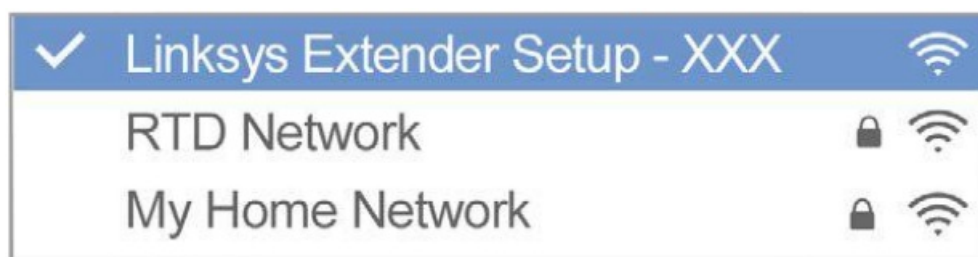 Linksys Extender Setup - XXX
RTD Network
My Home Network